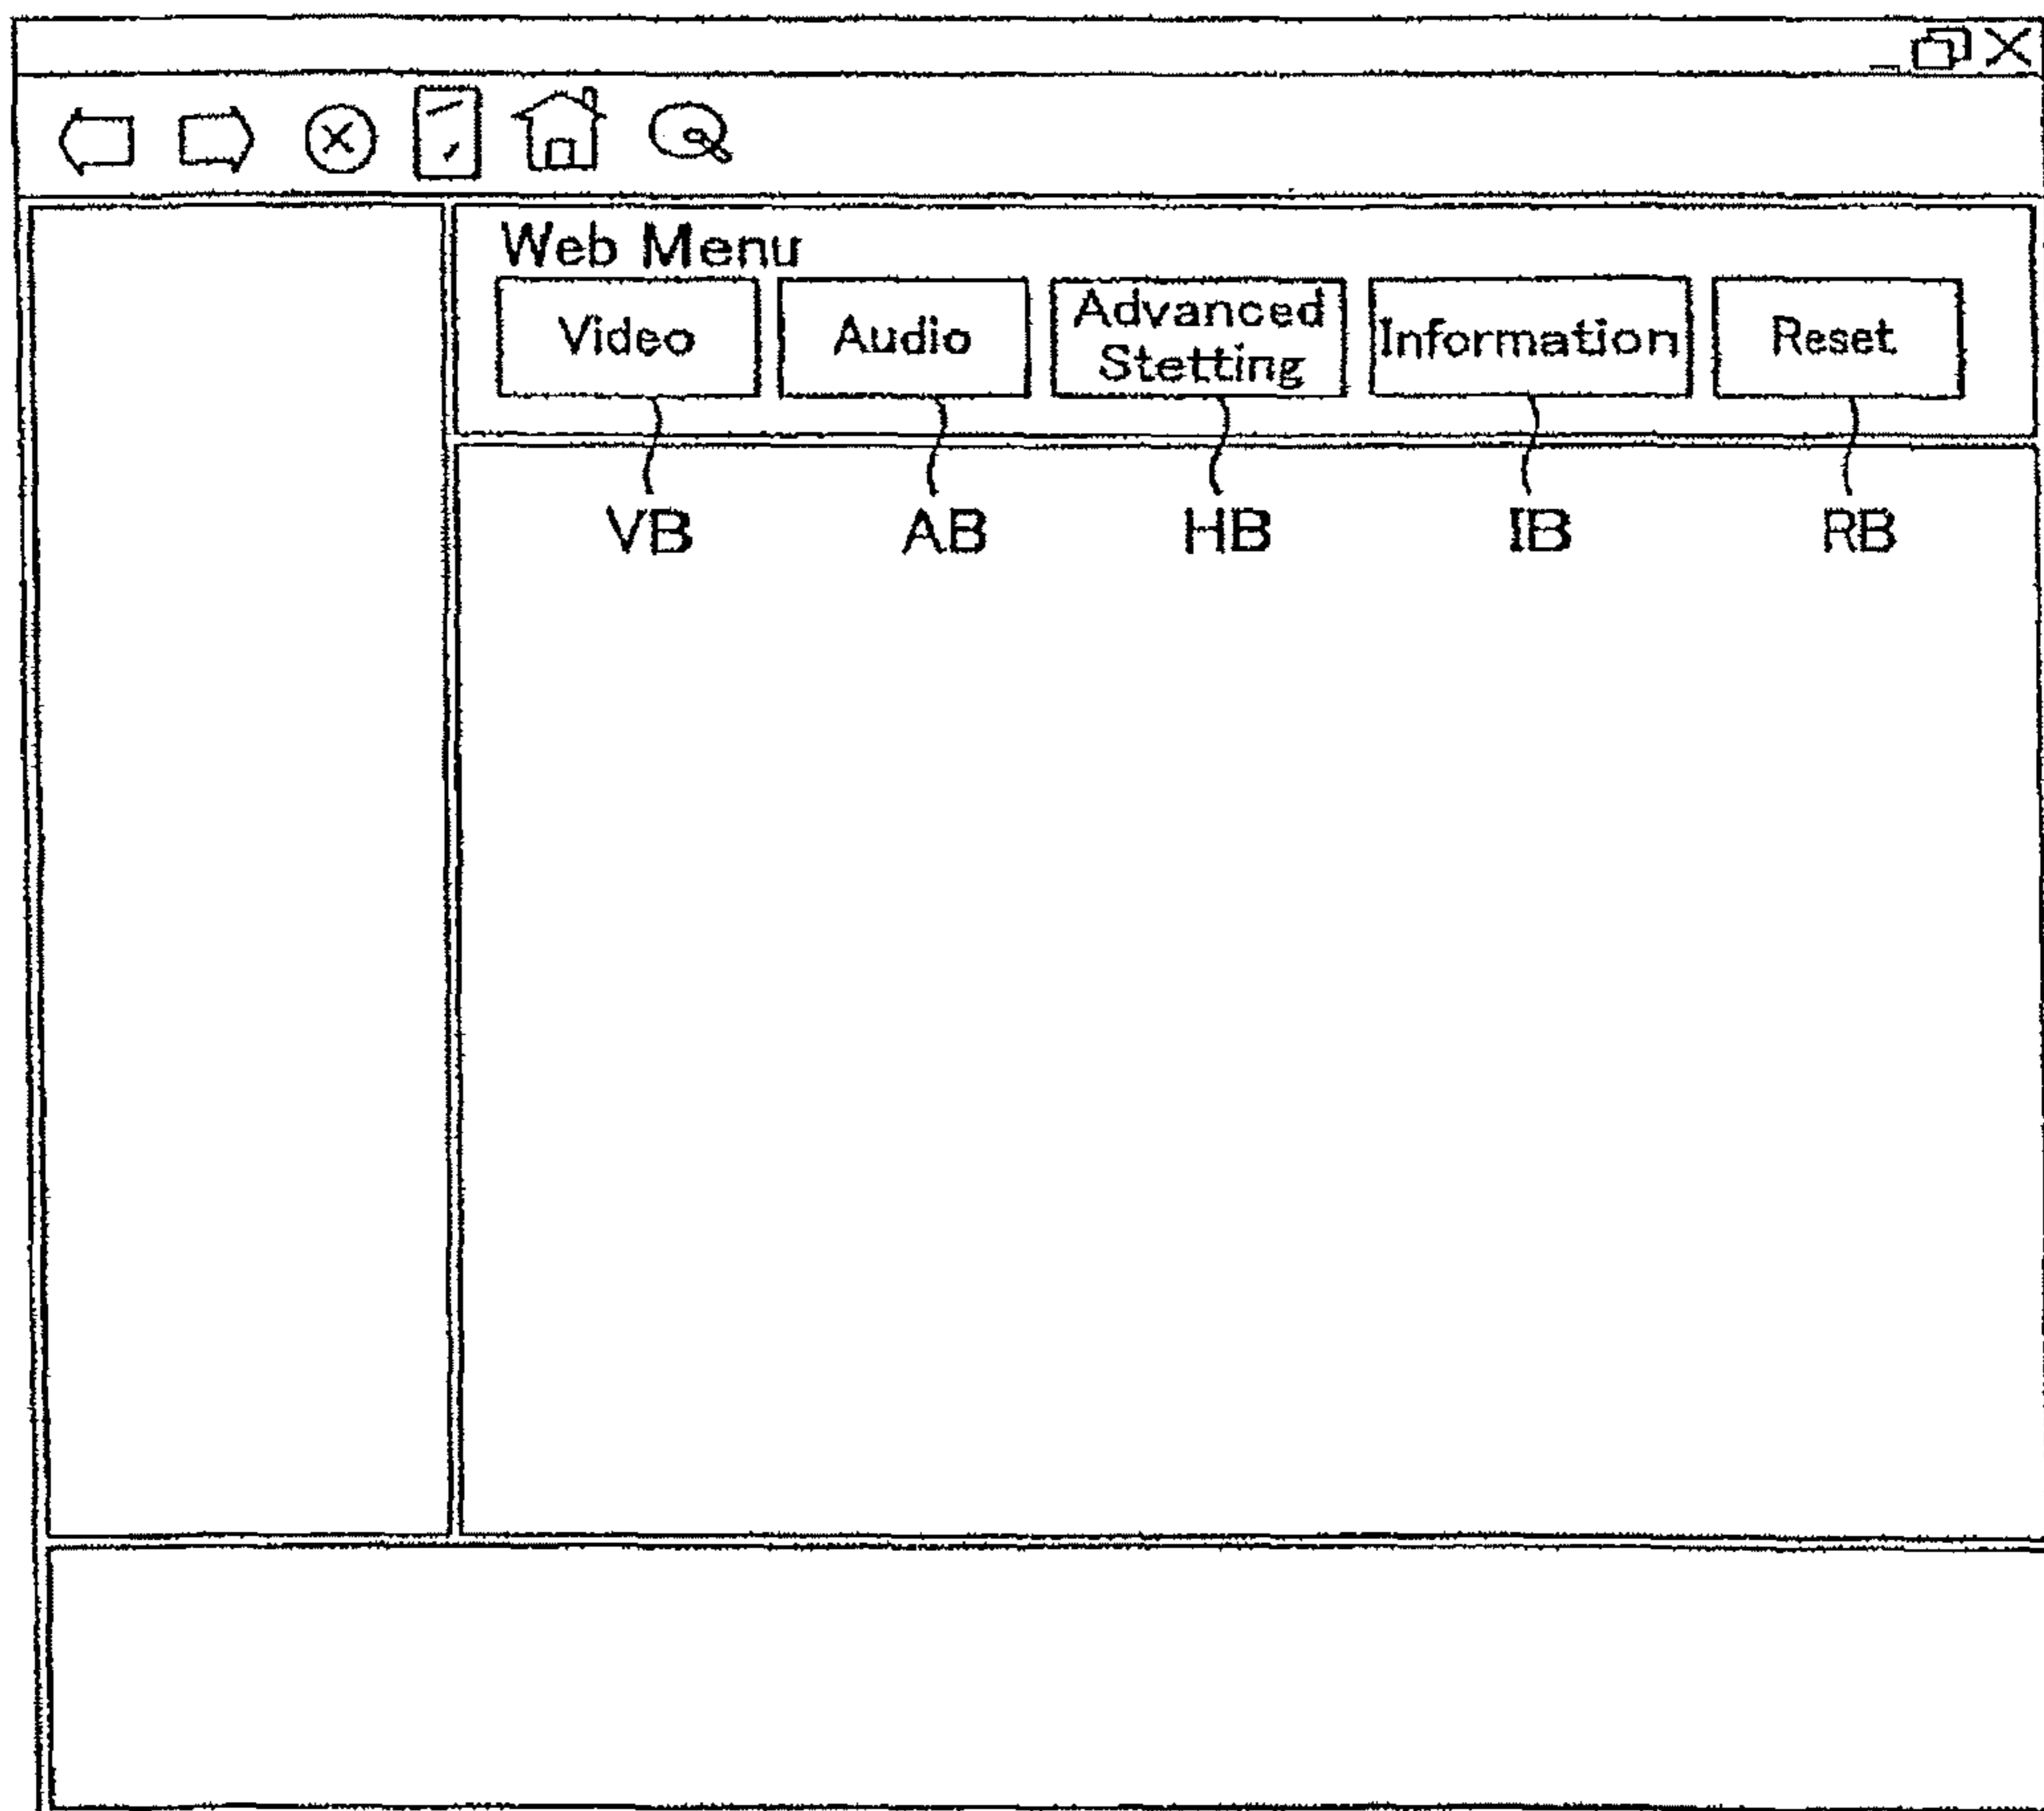 Web Menu
Video
Audio
Advanced
Stetting
Information
Reset
VB
AB
HB
IB
RB